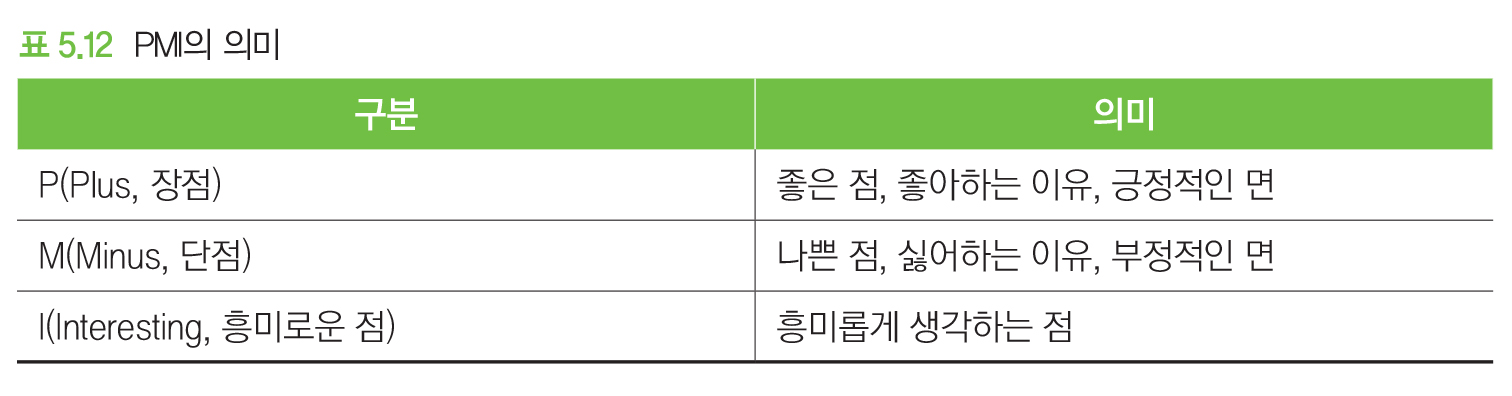 표 5.12 PMI의 의미
구분 의미
P(Plus, 장점) 좋은 점, 좋아하는 이유, 긍정적인 면
M(Minus, 단점) 나쁜 점, 싫어하는 이유, 부정적인 면
I(Interesting, 흥미로운 점) 흥미롭게 생각하는 점